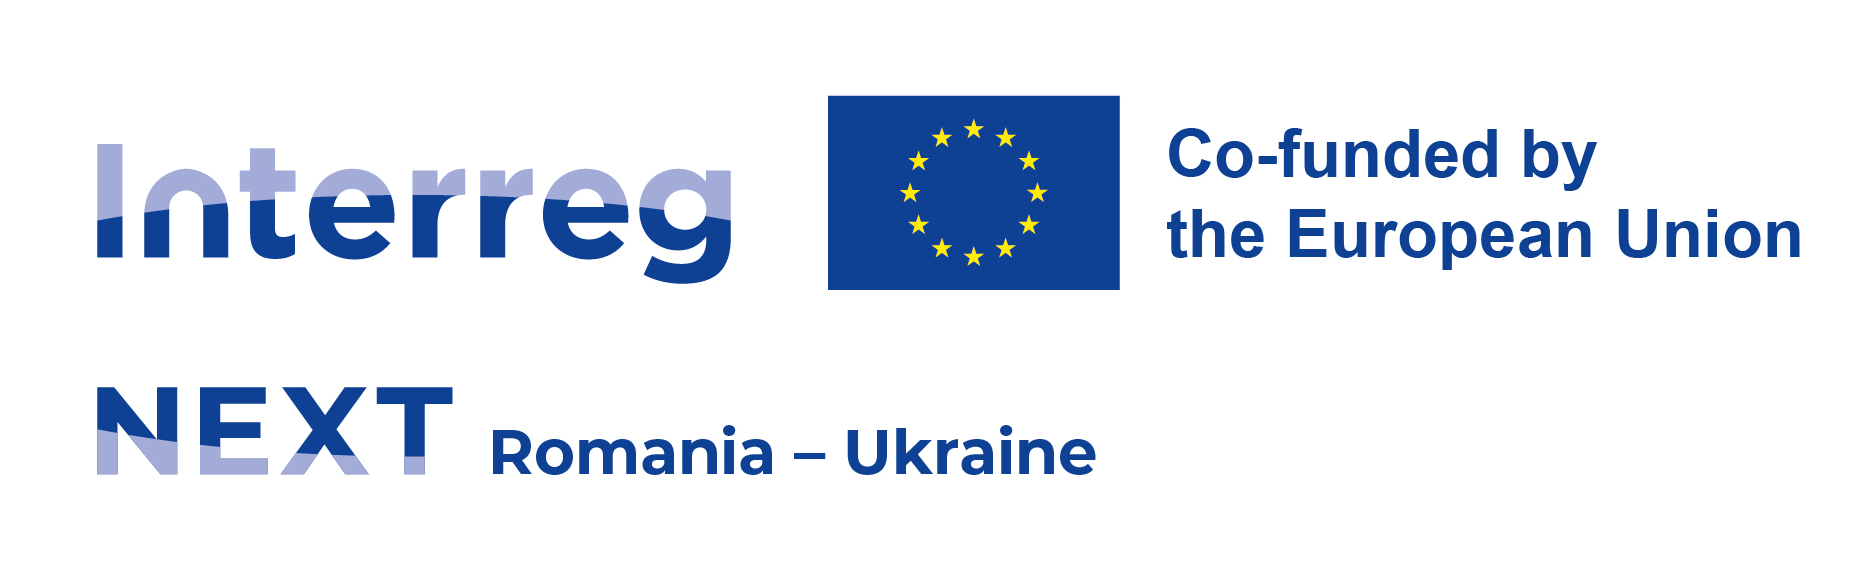 Interreg
Co-funded by
the European Union
NEXT Romania – Ukraine